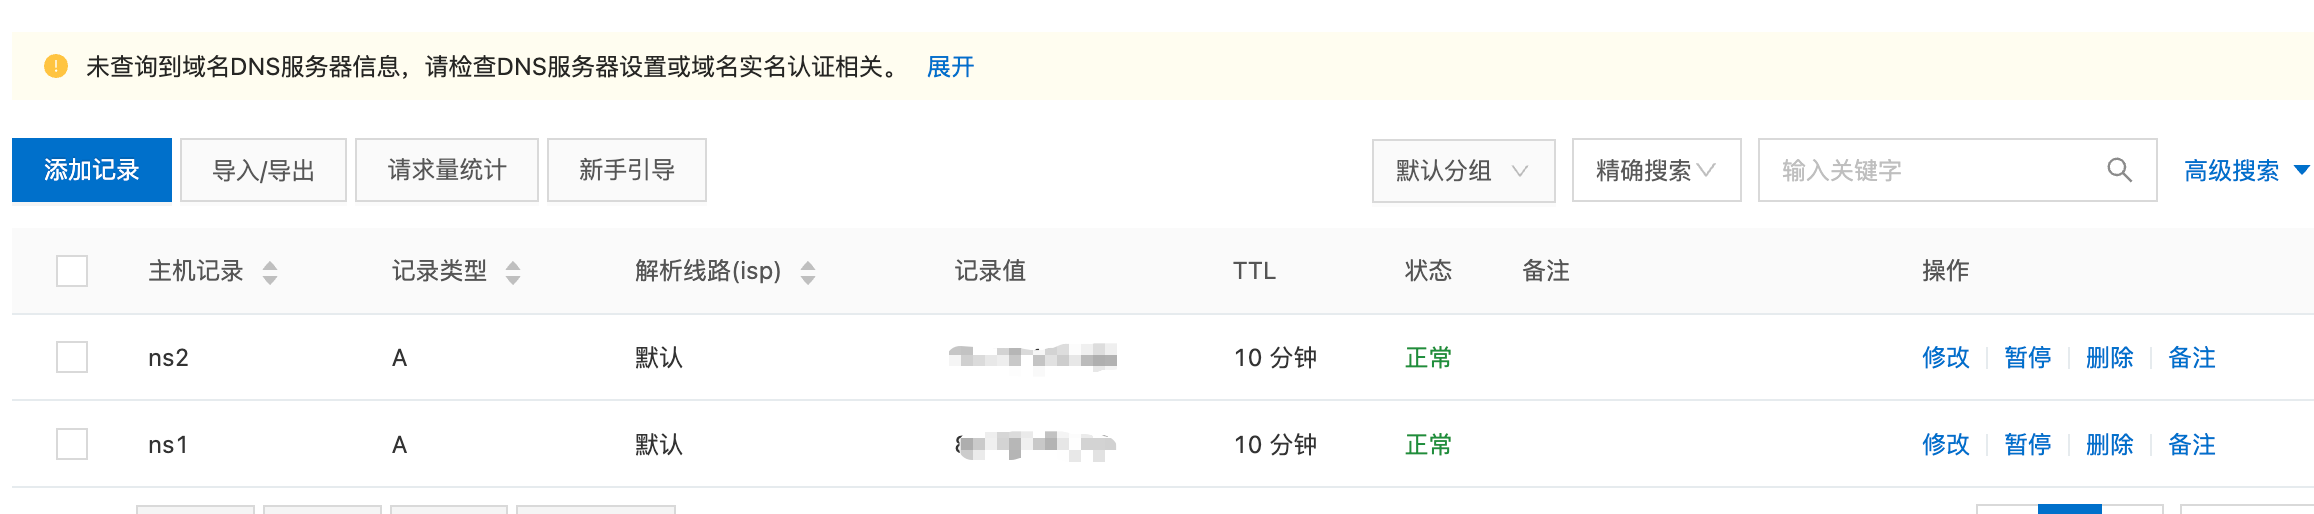 未查询到域名DNS服务器信息，请检查DNS服务器设置或域名实名认证相关。 展开
添加记录 导入/导出 请求量统计 新手引导 默认分组 精确搜索 输入关键字 高级搜索
主机记录 记录类型 解析线路(isp) 记录值 TTL 状态 备注 操作
ns2 A 默认 10 分钟 正常 修改 暂停 删除 备注
ns1 A 默认 10 分钟 正常 修改 暂停 删除 备注